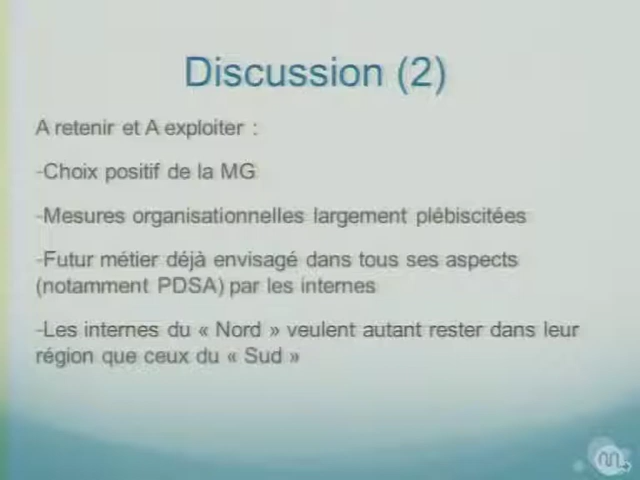 Discussion (2)
A retenir et A exploiter :
-Choix positif de la MG
-Mesures organisationnelles largement plébiscitées
-Futur métier déjà envisagé dans tous ses aspects
(notamment PDSA) par les internes
-Les internes du « Nord » veulent autant rester dans leur
région que ceux du « Sud »